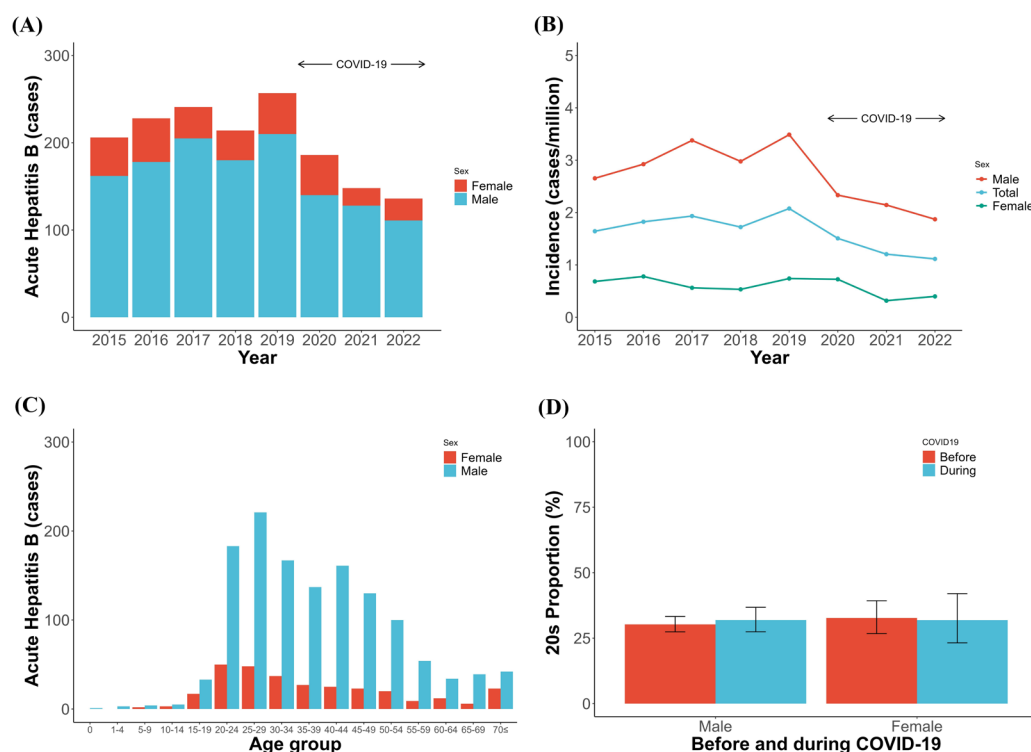 (A)
300
200
100
0
Acute Hepatitis B (cases)
COVID-19
Sex
Female
Male
2015 2016 2017 2018 2019 2020 2021 2022
Year
(B)
5
4
3
2
1
0
Incidence (cases/million)
COVID-19
Sex
Male
Total
Female
2015 2016 2017 2018 2019 2020 2021 2022
Year
(C)
300
200
100
0
Acute Hepatitis B (cases)
Sex
Female
Male
0 1-4 5-9 10-14 15-19 20-24 25-29 30-34 35-39 40-44 45-49 50-54 55-59 60-64 65-69 70≤
Age group
(D)
100
75
50
25
0
20s Proportion (%)
COVID19
Before
During
Male Female
Before and during COVID-19